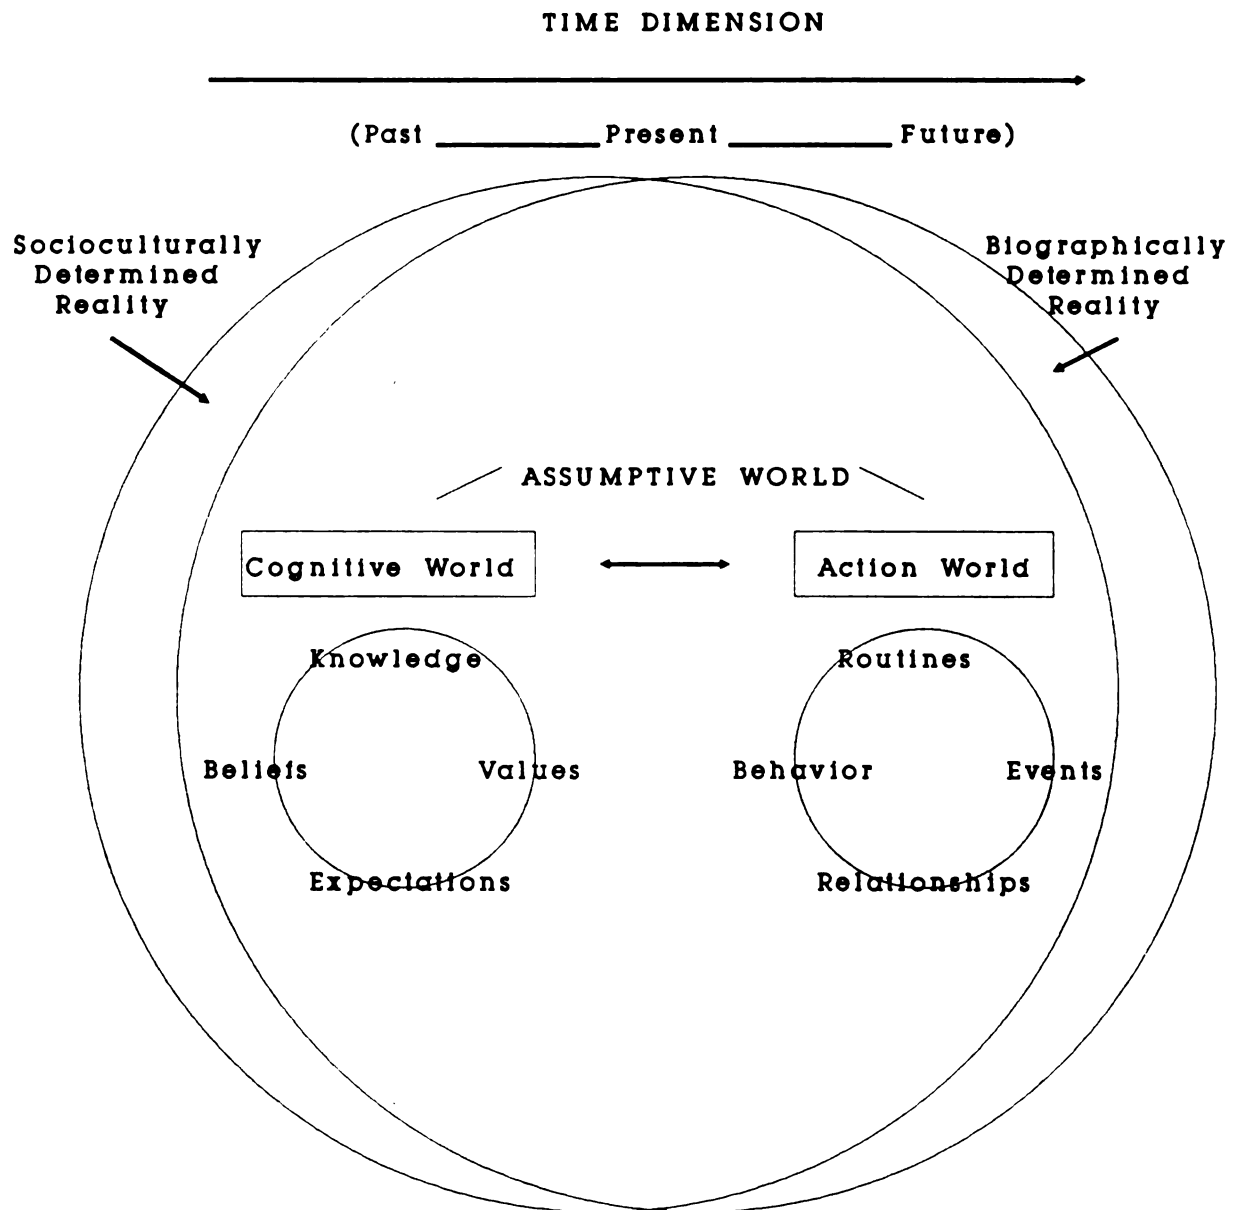 TIME DIMENSION
(Past Present Future)
Socioculturally
Determined
Reality
Biographically
Determined
Reality
ASSUMPTIVE WORLD
Cognitive World
Action World
Knowledge
Routines
Beliefs
Values
Behavior
Events
Expectations
Relationships